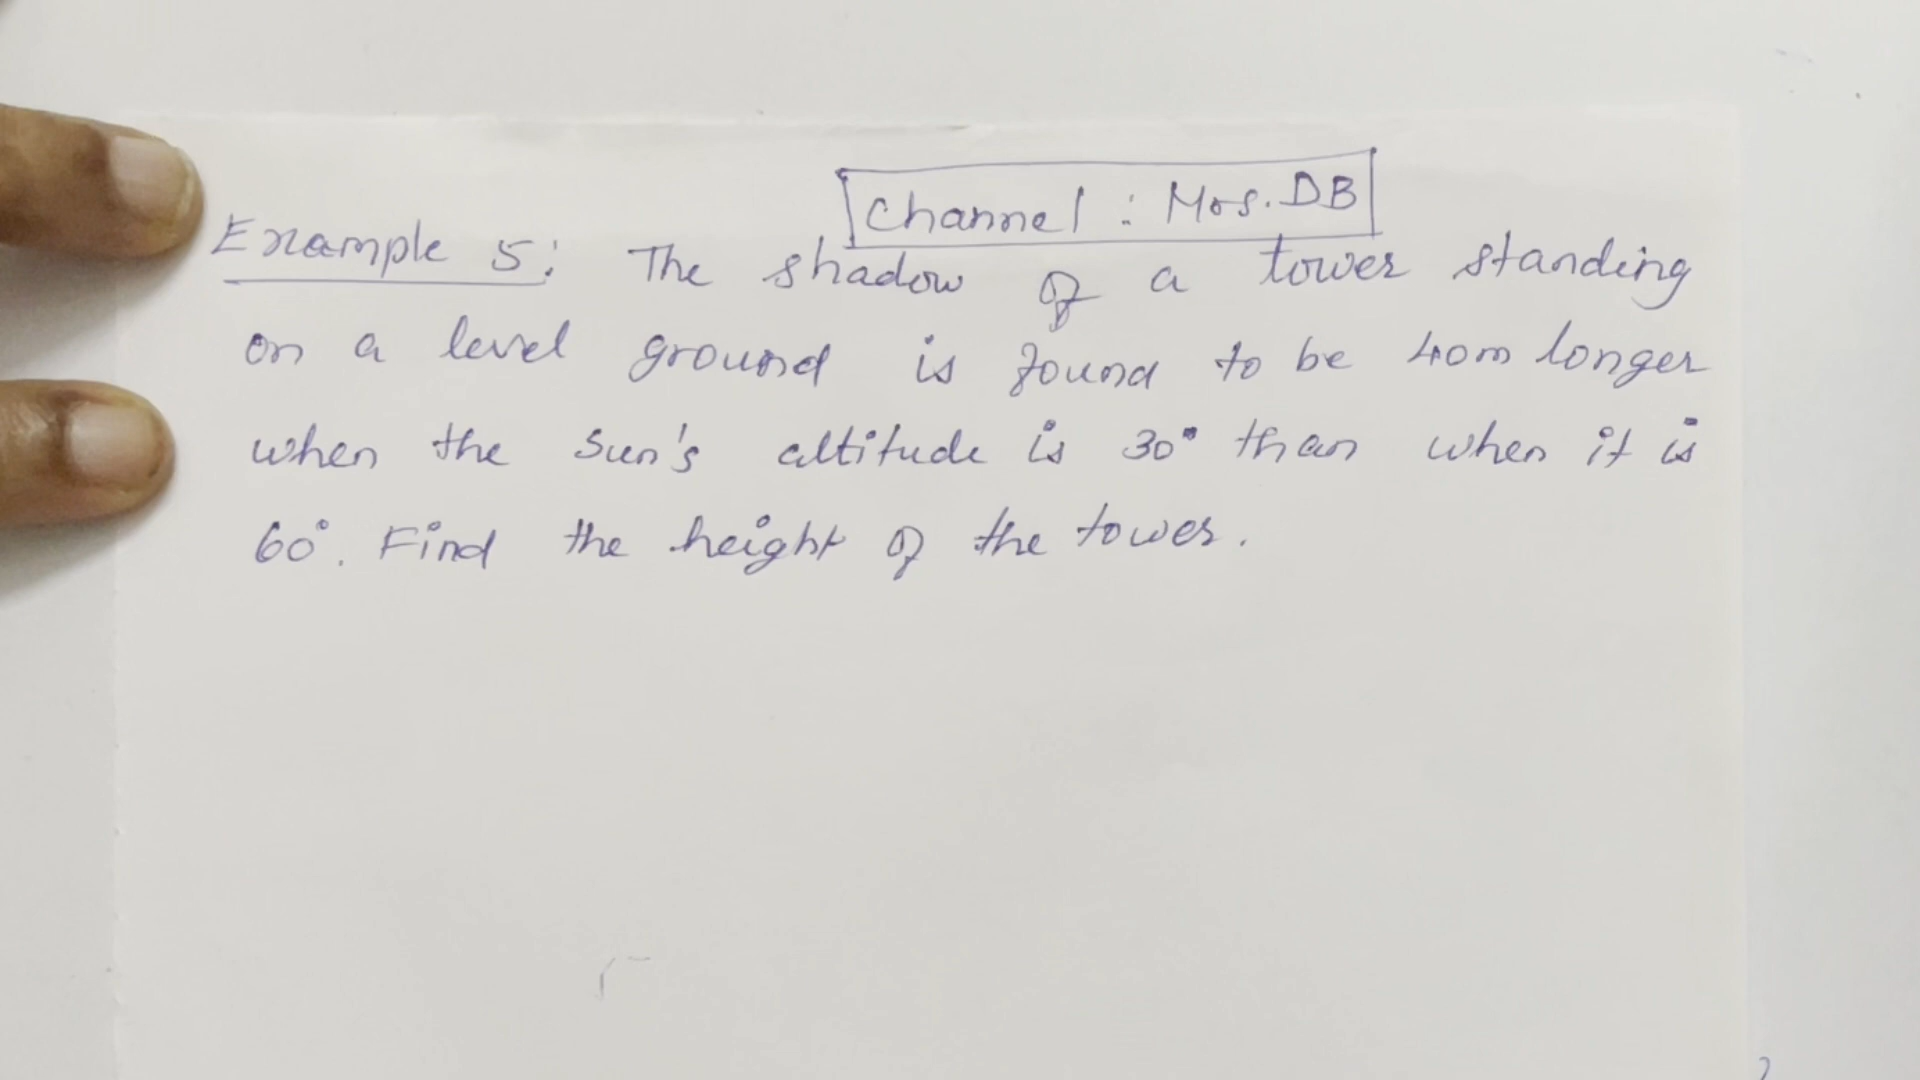 Channel : Mrs. DB
Example 5: The shadow of a tower standing
on a level ground is found to be 40m longer
when the Sun's altitude is 30° than when it is
60°. Find the height of the tower.